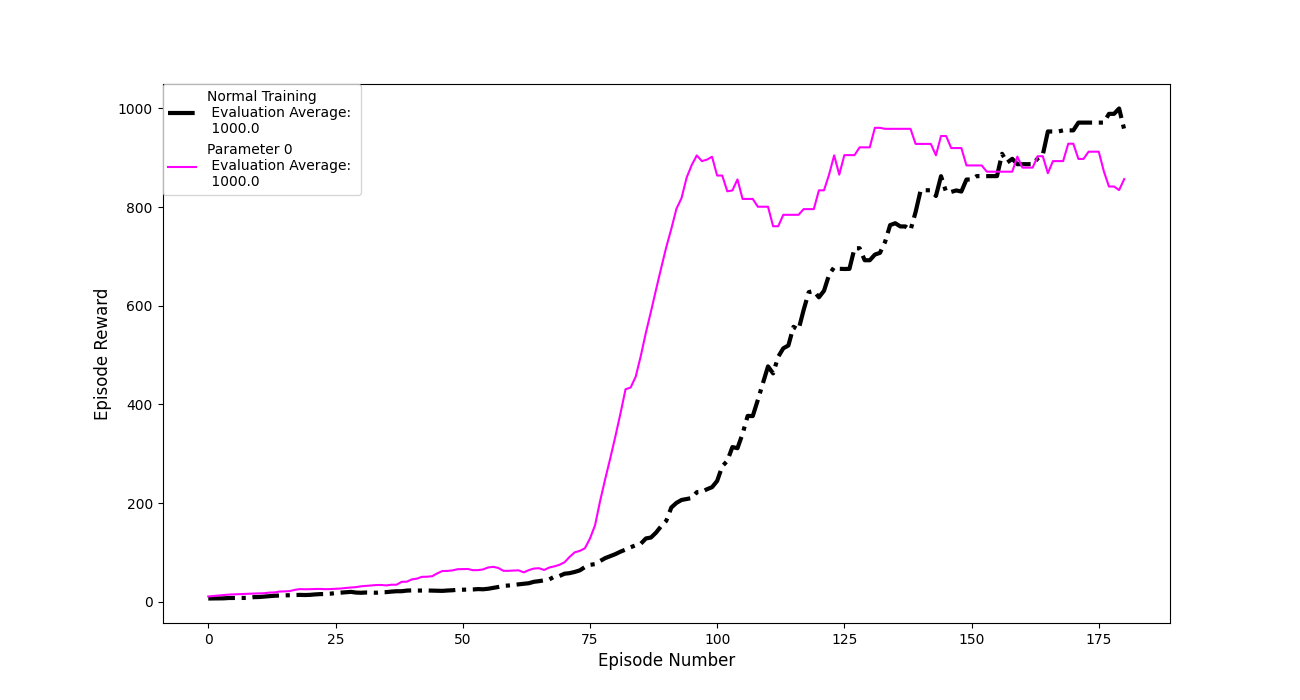 Normal Training
Evaluation Average:
1000.0
Parameter 0
Evaluation Average:
1000.0
1000
800
600
400
200
0
Episode Reward
0 25 50 75 100 125 150 175
Episode Number